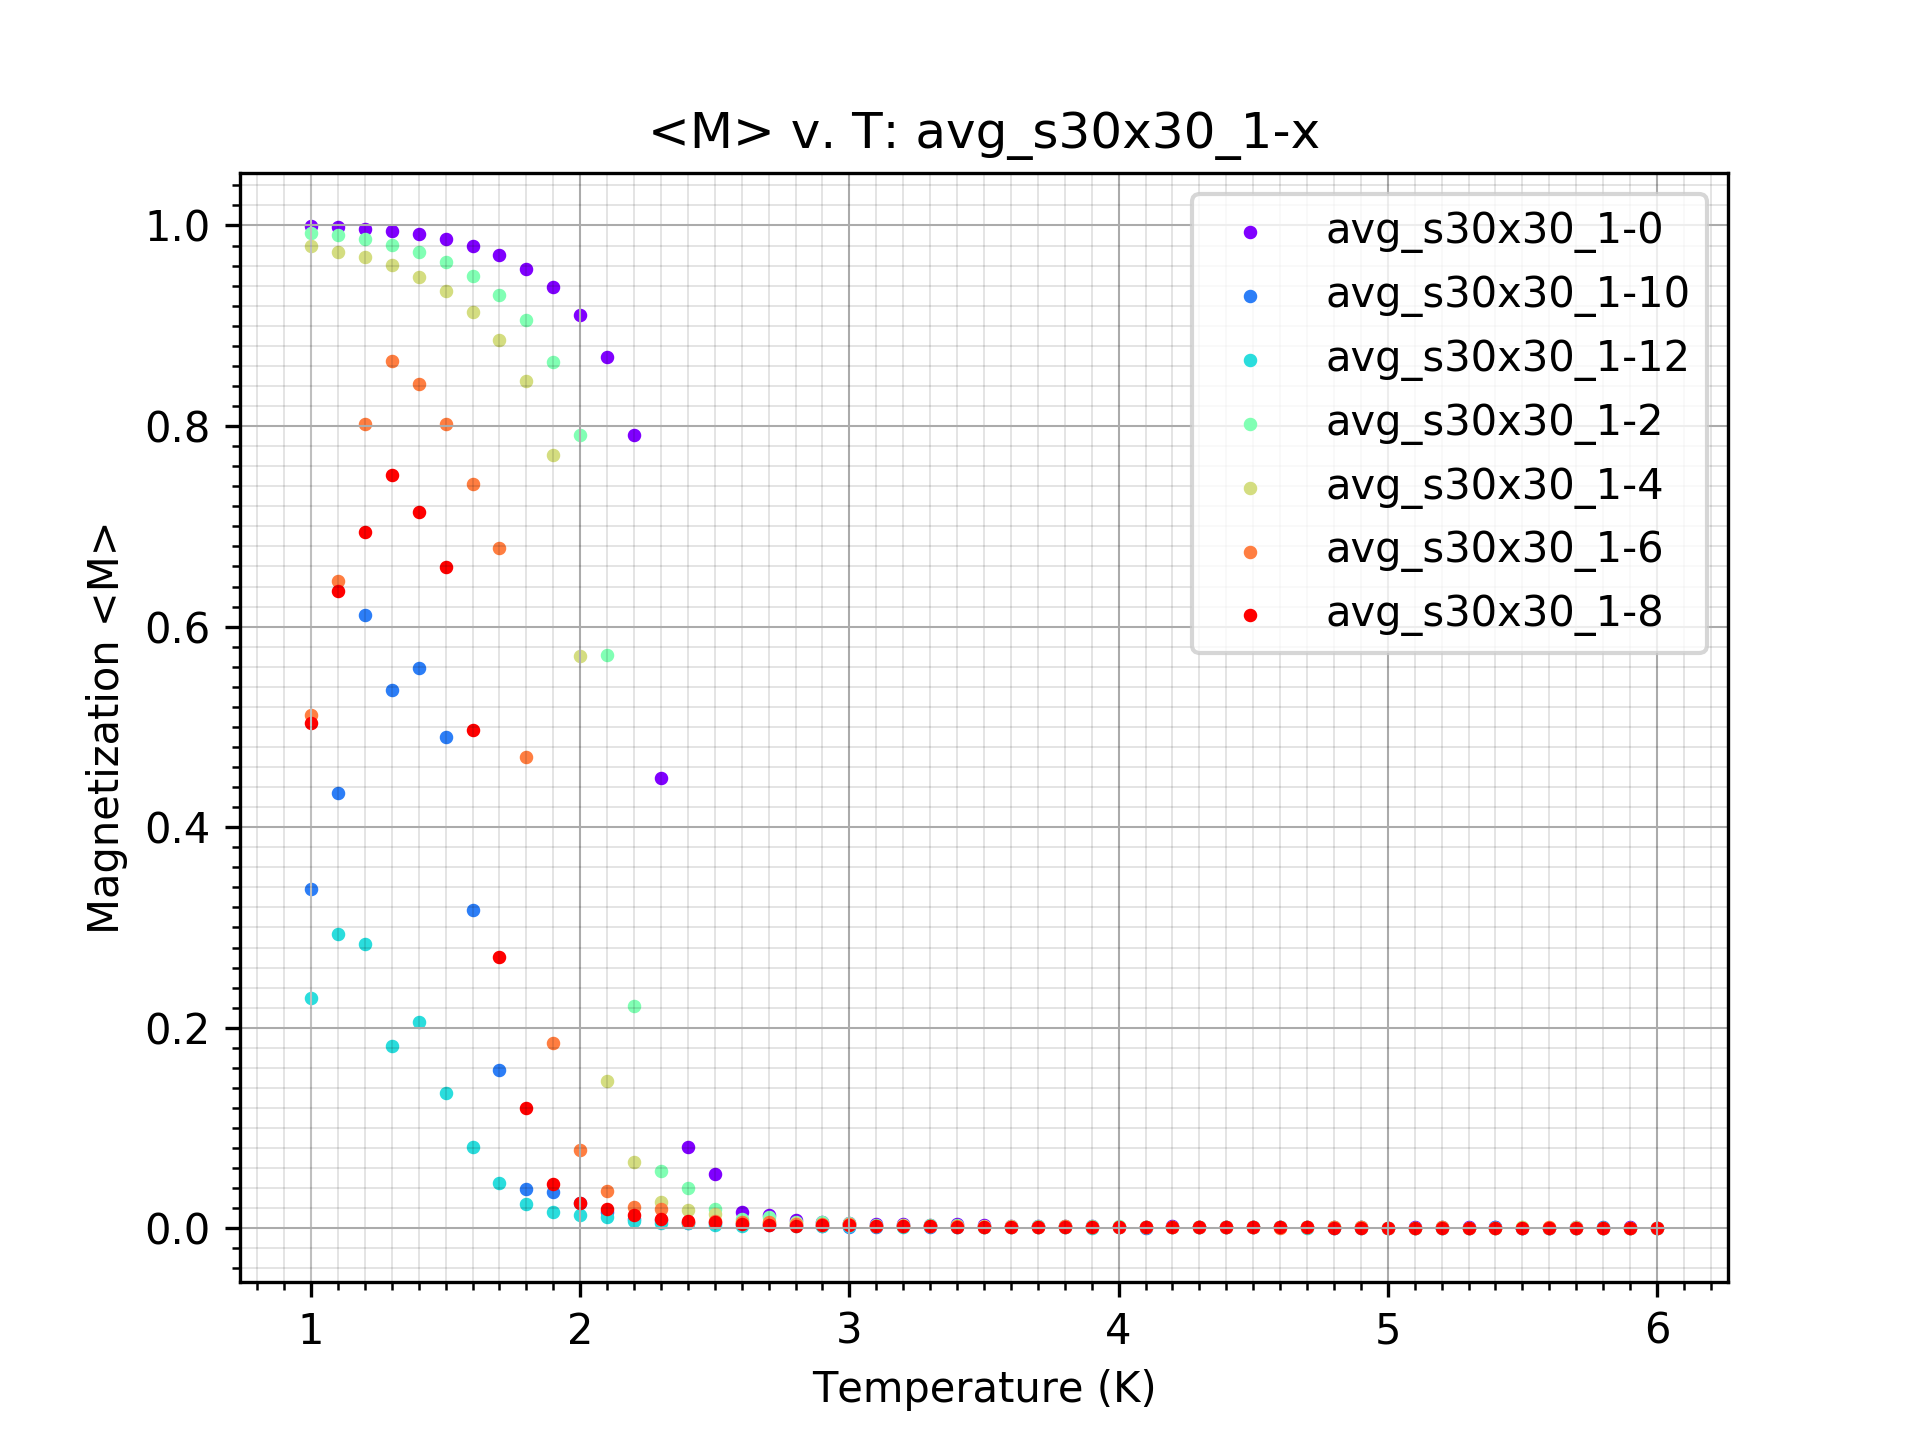 <M> v. T: avg_s30x30_1-x
Magnetization <M>
1.0
0.8
0.6
0.4
0.2
0.0
avg_s30x30_1-0
avg_s30x30_1-10
avg_s30x30_1-12
avg_s30x30_1-2
avg_s30x30_1-4
avg_s30x30_1-6
avg_s30x30_1-8
1 2 3 4 5 6
Temperature (K)